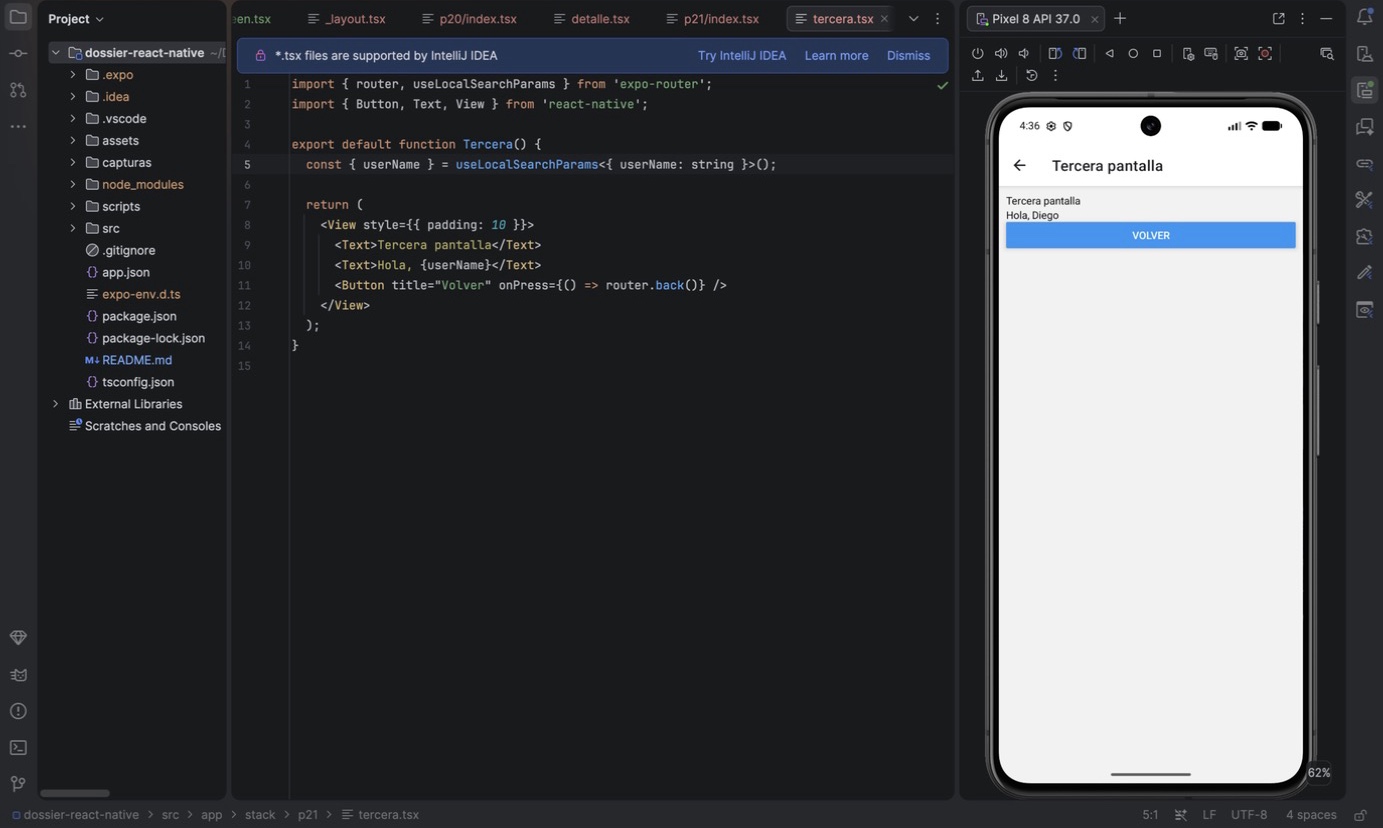 Project
een.tsx
_layout.tsx
p20/index.tsx
detalle.tsx
p21/index.tsx
tercera.tsx
dossier-react-native ~/D
.expo
.idea
.vscode
assets
capturas
node_modules
scripts
src
.gitignore
app.json
expo-env.d.ts
package.json
package-lock.json
M↓ README.md
tsconfig.json
External Libraries
Scratches and Consoles
*.tsx files are supported by IntelliJ IDEA
Try IntelliJ IDEA
Learn more
Dismiss
1 import { router, useLocalSearchParams } from 'expo-router';
2 import { Button, Text, View } from 'react-native';
3
4 export default function Tercera() {
5 const { userName } = useLocalSearchParams<{ userName: string }>();
6
7 return (
8 <View style={{ padding: 10 }}>
9 <Text>Tercera pantalla</Text>
10 <Text>Hola, {userName}</Text>
11 <Button title="Volver" onPress={() => router.back()} />
12 </View>
13 );
14 }
15
Pixel 8 API 37.0
4:36
Tercera pantalla
Tercera pantalla
Hola, Diego
VOLVER
62%
dossier-react-native > src > app > stack > p21 > tercera.tsx
5:1
LF
UTF-8
4 spaces